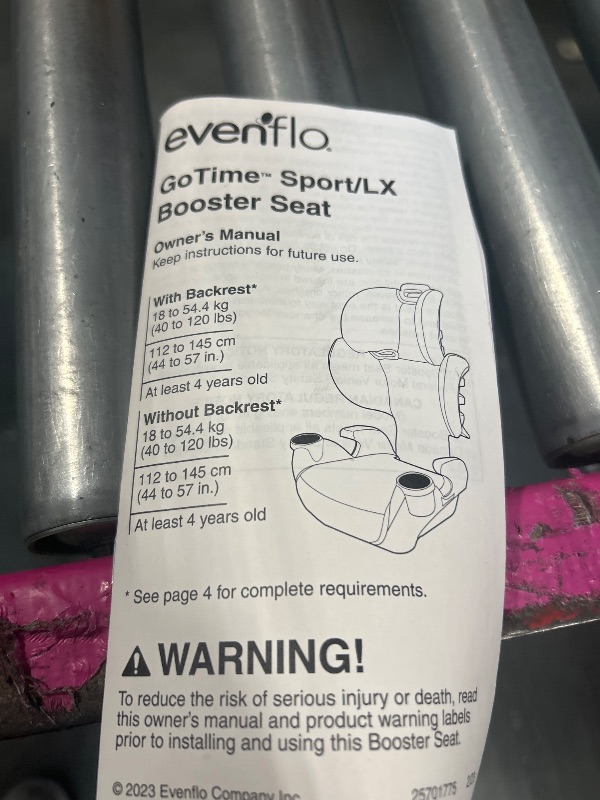 evenflo.
GoTime™ Sport/LX
Booster Seat
Owner's Manual
Keep instructions for future use.
With Backrest*
18 to 54.4 kg
(40 to 120 lbs)
112 to 145 cm
(44 to 57 in.)
At least 4 years old
Without Backrest*
18 to 54.4 kg
(40 to 120 lbs)
112 to 145 cm
(44 to 57 in.)
At least 4 years old
* See page 4 for complete requirements.
WARNING!
To reduce the risk of serious injury or death, read
this owner's manual and product warning labels
prior to installing and using this Booster Seat.
© 2023 Evenflo Company Inc.
25701775